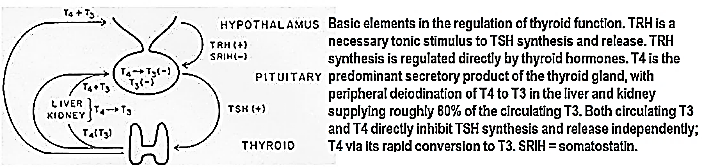 T4 + T3
HYPOTHALAMUS
TRH (+)
SRIH (-)
T4 → T3 (-)
T3 (-)
PITUITARY
T4 + T3
LIVER
KIDNEY
T4 → T3
TSH (+)
T4 (T3)
THYROID
Basic elements in the regulation of thyroid function. TRH is a
necessary tonic stimulus to TSH synthesis and release. TRH
synthesis is regulated directly by thyroid hormones. T4 is the
predominant secretory product of the thyroid gland, with
peripheral deiodination of T4 to T3 in the liver and kidney
supplying roughly 80% of the circulating T3. Both circulating T3
and T4 directly inhibit TSH synthesis and release independently;
T4 via its rapid conversion to T3. SRIH = somatostatin.